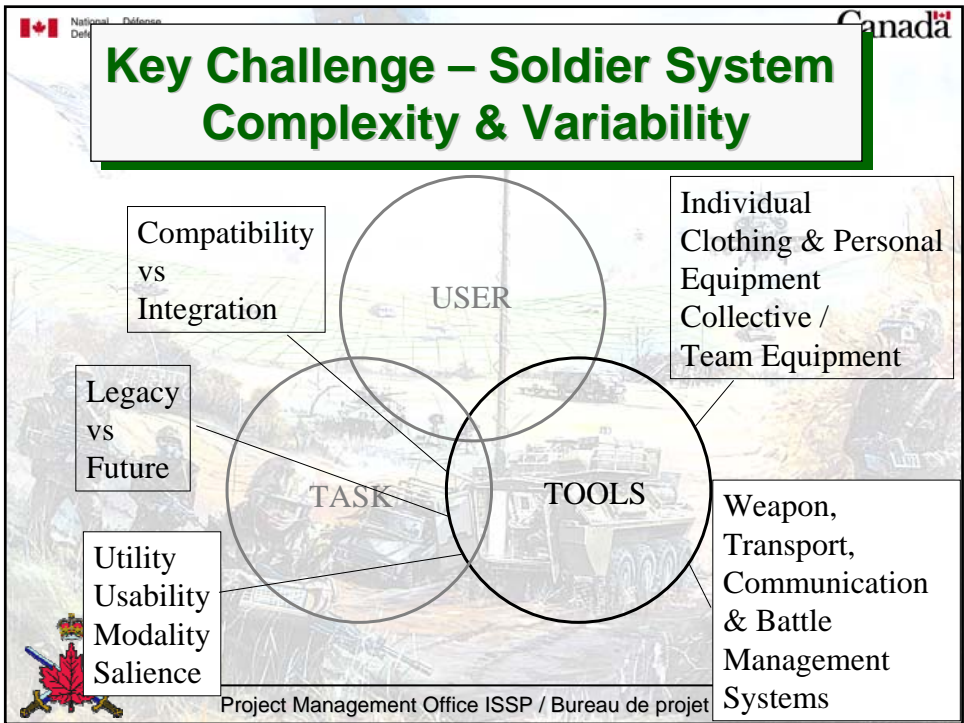 National Défense
Canada
Key Challenge – Soldier System
Complexity & Variability
Compatibility
vs
Integration
USER
Individual
Clothing & Personal
Equipment
Collective /
Team Equipment
Legacy
vs
Future
TASK
TOOLS
Utility
Usability
Modality
Salience
Weapon,
Transport,
Communication
& Battle
Management
Systems
Project Management Office ISSP / Bureau de projet